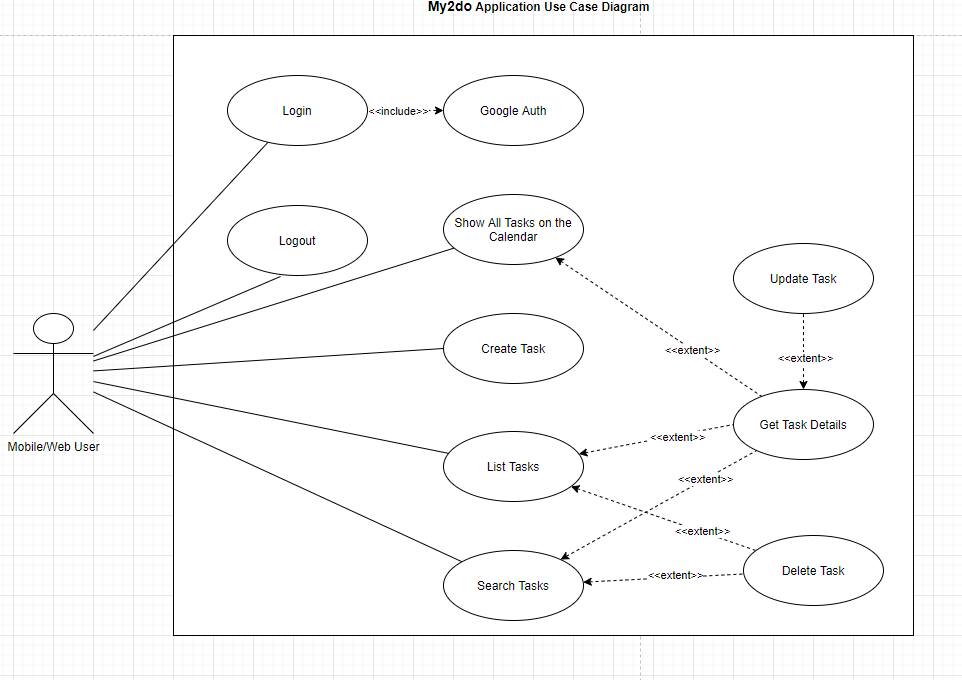 My2do Application Use Case Diagram
Login
<<include>>
Google Auth
Logout
Show All Tasks on the
Calendar
Update Task
Create Task
<<extent>>
<<extent>>
Get Task Details
<<extent>>
Mobile/Web User
List Tasks
<<extent>>
<<extent>>
Delete Task
<<extent>>
Search Tasks